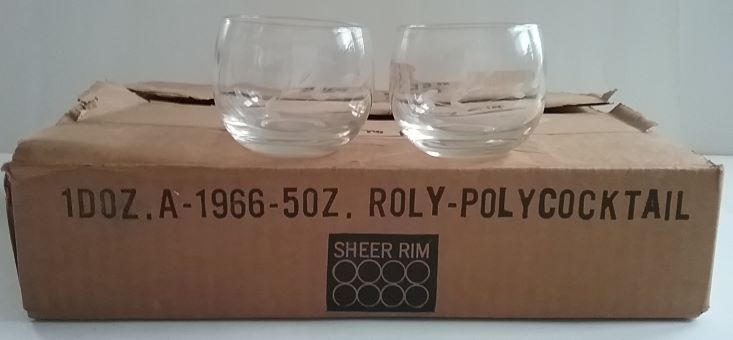 1DOZ. A-1966-5OZ. ROLY-POLYCOCKTAIL
SHEER RIM